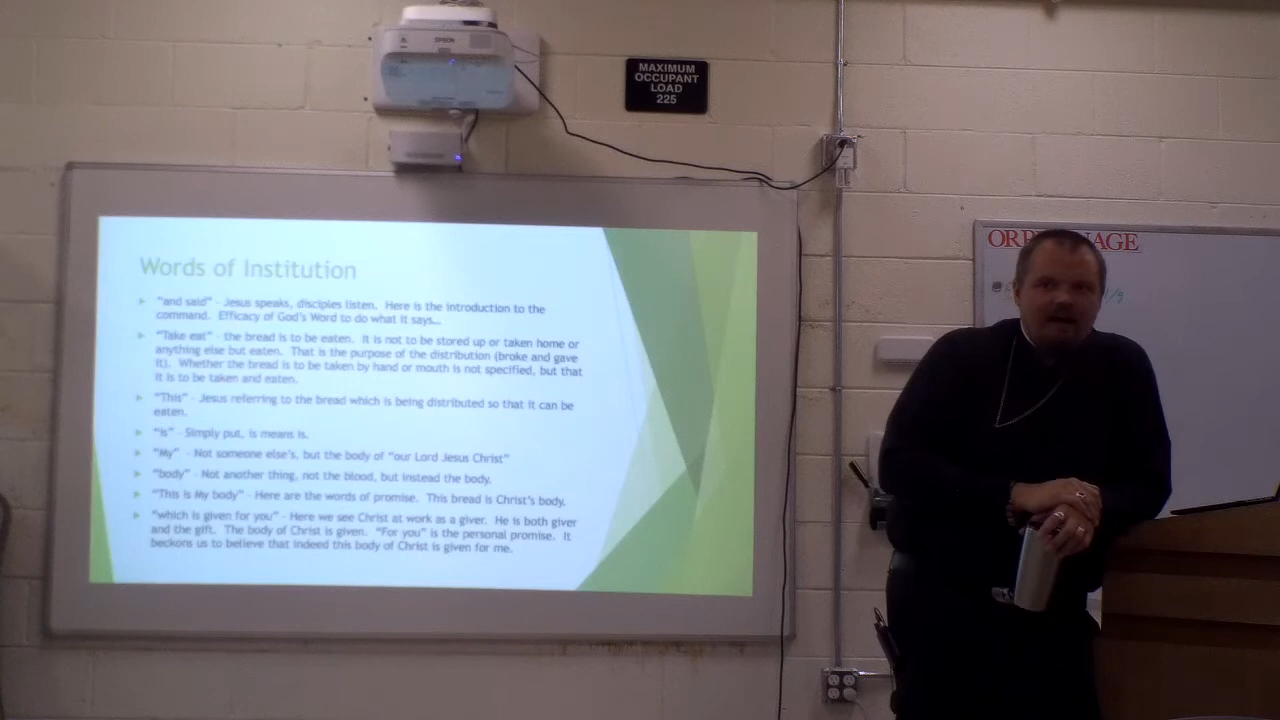 EPSON
MAXIMUM
OCCUPANT
LOAD
225
Words of Institution
"and said" - Jesus speaks, disciples listen. Here is the introduction to the
command. Efficacy of God's Word to do what it says...
"Take eat" - the bread is to be eaten. It is not to be stored up or taken home or
anything else but eaten. That is the purpose of the distribution (broke and gave
it). Whether the bread is to be taken by hand or mouth is not specified, but that
it is to be taken and eaten.
"This" - Jesus referring to the bread which is being distributed so that it can be
eaten.
"is" - Simply put, is means is.
"My" - Not someone else's, but the body of "our Lord Jesus Christ"
"body" - Not another thing, not the blood, but instead the body.
"This is My body" - Here are the words of promise. This bread is Christ's body.
"which is given for you" - Here we see Christ at work as a giver. He is both giver
and the gift. The body of Christ is given. "For you" is the personal promise. It
beckons us to believe that indeed this body of Christ is given for me.